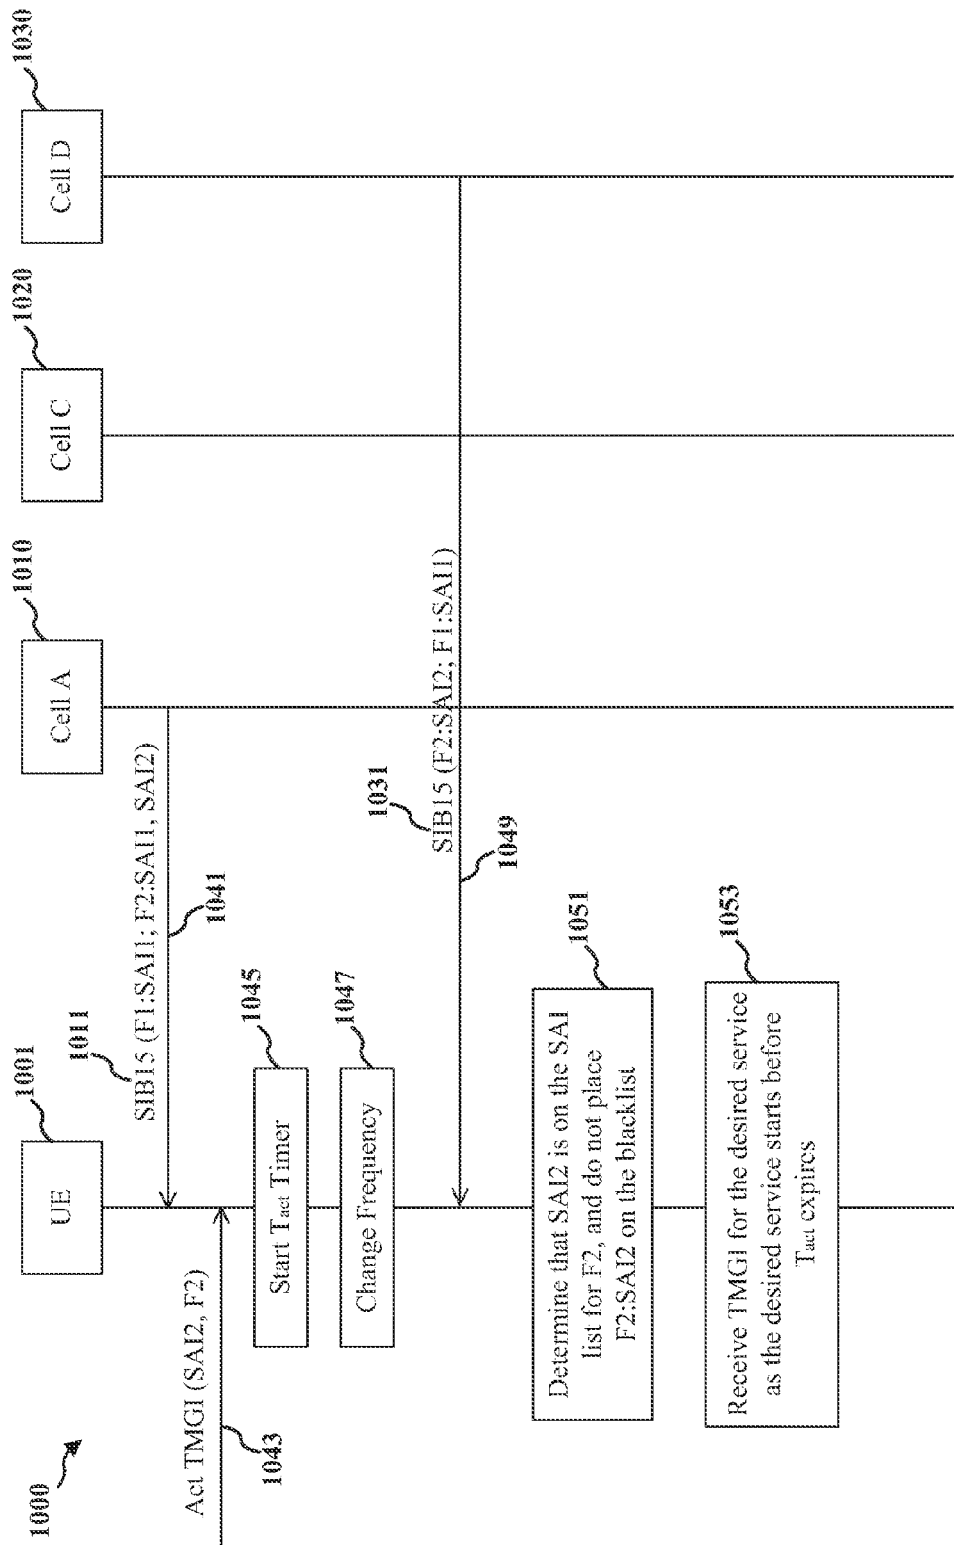 1000
1001
UE
1010
Cell A
1020
Cell C
1030
Cell D
1011
SIB15 (F1:SAI1; F2:SAI1, SAI2)
1041
Act TMGI (SAI2, F2)
1043
1045
Start Tact Timer
1047
Change Frequency
1031
SIB15 (F2:SAI2; F1:SAI1)
1049
1051
Determine that SAI2 is on the SAI
list for F2, and do not place
F2:SAI2 on the blacklist
1053
Receive TMGI for the desired service
as the desired service starts before
Tact expires